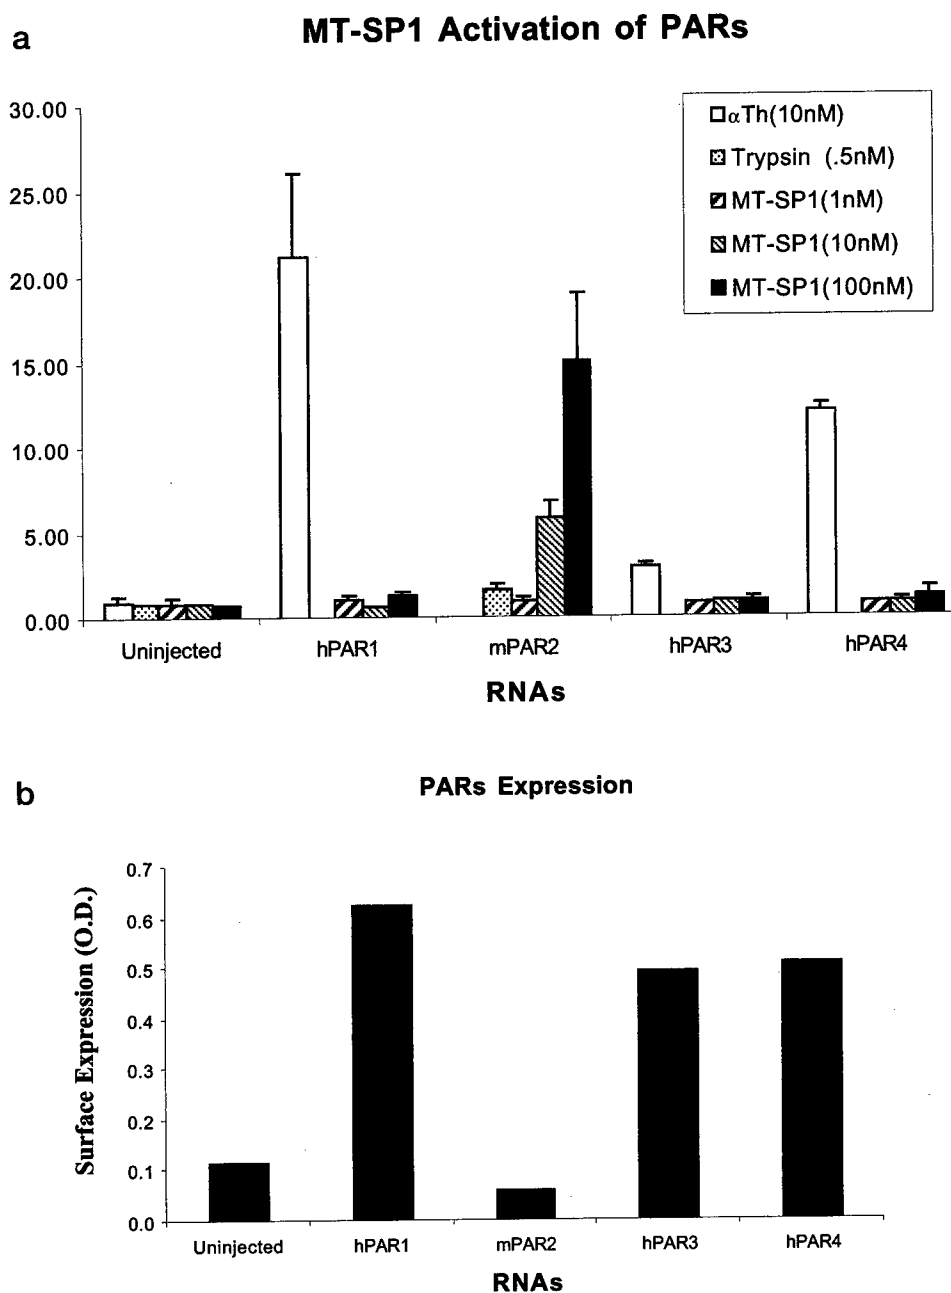 a
MT-SP1 Activation of PARs
30.00
25.00
20.00
15.00
10.00
5.00
0.00
αTh(10nM)
Trypsin (.5nM)
MT-SP1(1nM)
MT-SP1(10nM)
MT-SP1(100nM)
Uninjected hPAR1 mPAR2 hPAR3 hPAR4
RNAs
b
PARs Expression
Surface Expression (O.D.)
0.7
0.6
0.5
0.4
0.3
0.2
0.1
0.0
Uninjected hPAR1 mPAR2 hPAR3 hPAR4
RNAs